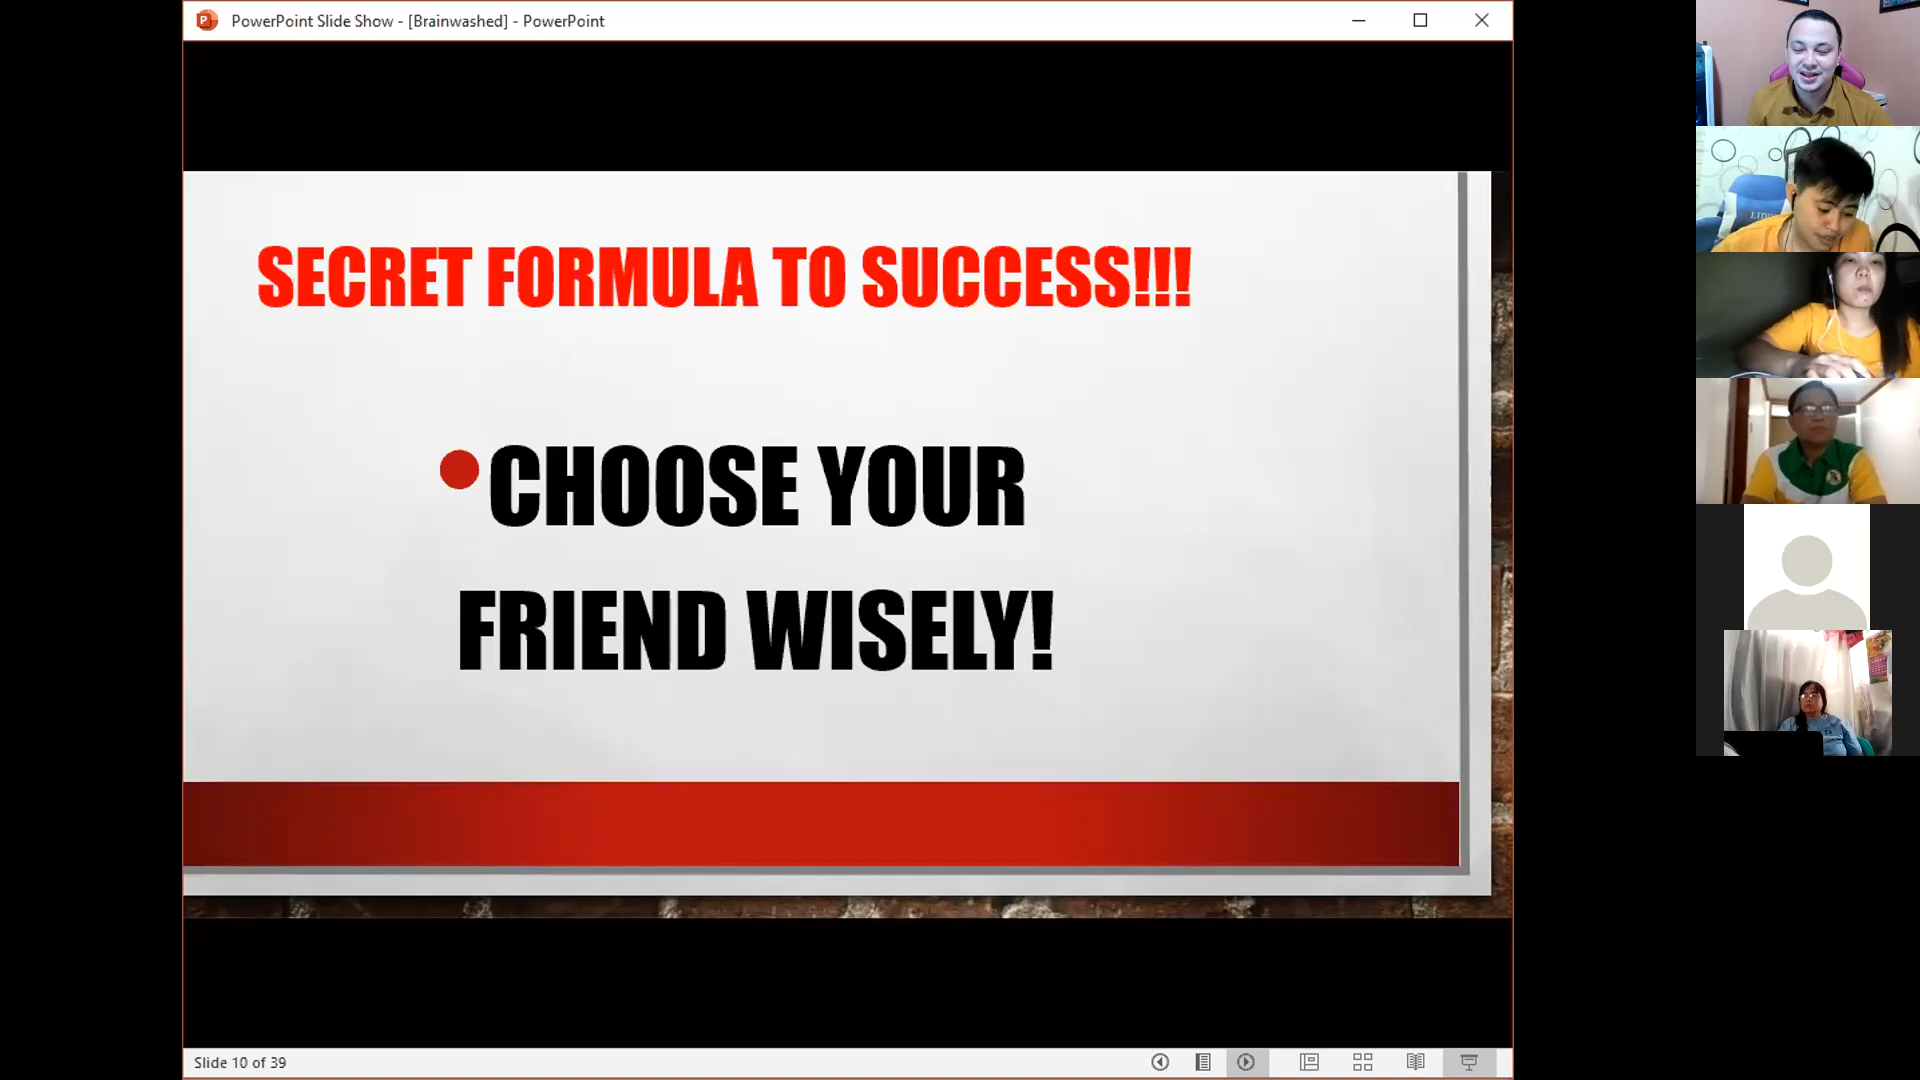 PowerPoint Slide Show - [Brainwashed] - PowerPoint
SECRET FORMULA TO SUCCESS!!!
CHOOSE YOUR
FRIEND WISELY!
Slide 10 of 39